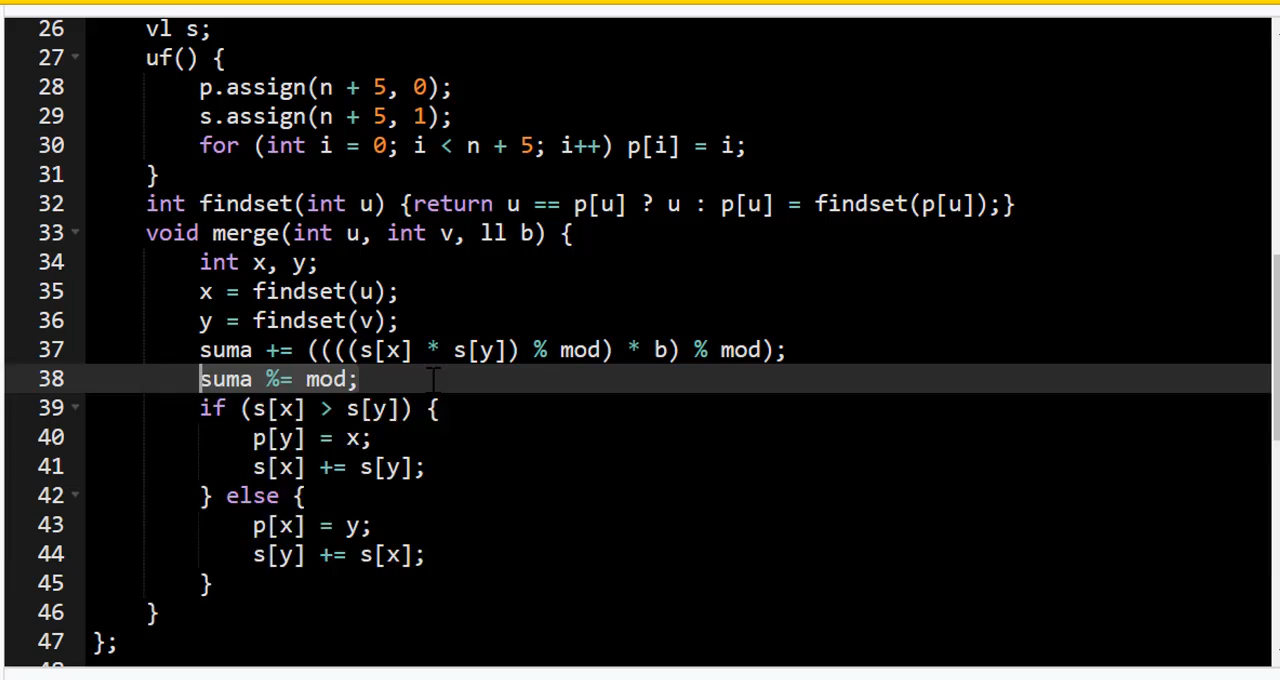 26 vl s;
27 uf() {
28 p.assign(n + 5, 0);
29 s.assign(n + 5, 1);
30 for (int i = 0; i < n + 5; i++) p[i] = i;
31 }
32 int findset(int u) {return u == p[u] ? u : p[u] = findset(p[u]);}
33 void merge(int u, int v, ll b) {
34 int x, y;
35 x = findset(u);
36 y = findset(v);
37 suma += ((((s[x] * s[y]) % mod) * b) % mod);
38 suma %= mod;
39 if (s[x] > s[y]) {
40 p[y] = x;
41 s[x] += s[y];
42 } else {
43 p[x] = y;
44 s[y] += s[x];
45 }
46 }
47 };